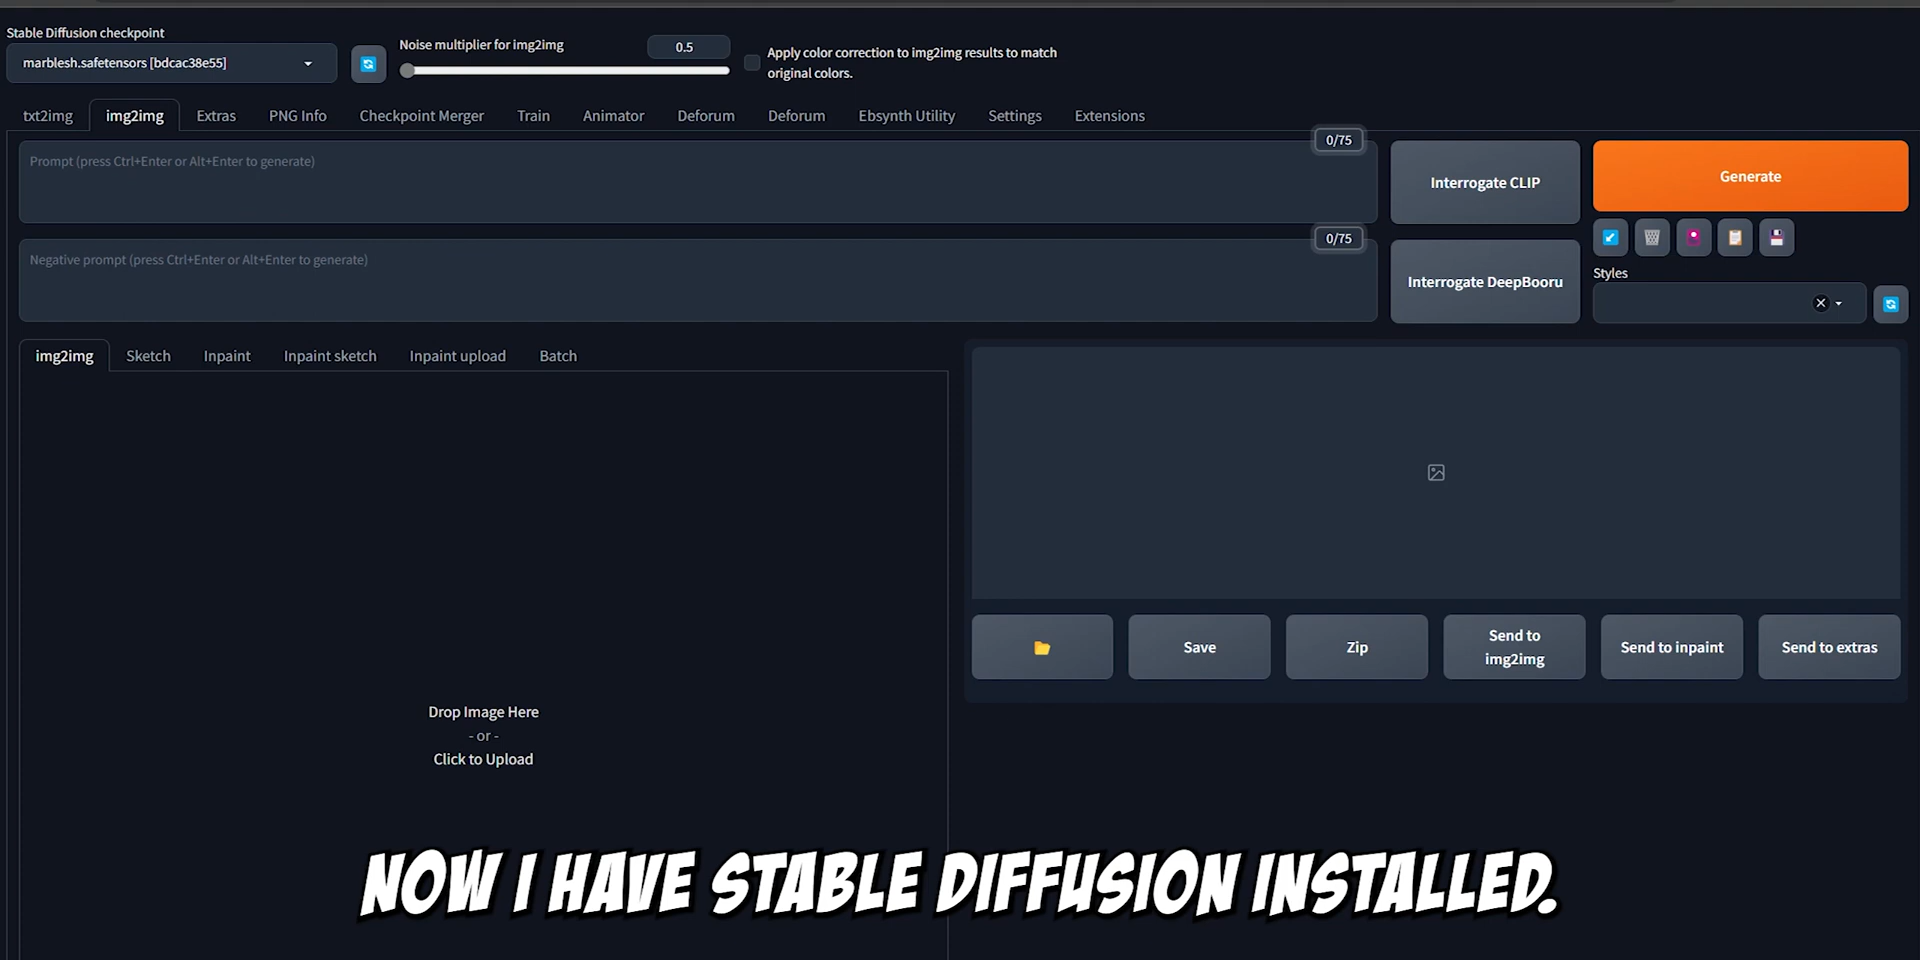 Stable Diffusion checkpoint
marblesh.safetensors [bdcac38e55]
Noise multiplier for img2img
0.5
Apply color correction to img2img results to match
original colors.
txt2img
img2img
Extras
PNG Info
Checkpoint Merger
Train
Animator
Deforum
Deforum
Ebsynth Utility
Settings
Extensions
0/75
Prompt (press Ctrl+Enter or Alt+Enter to generate)
Interrogate CLIP
Generate
0/75
Negative prompt (press Ctrl+Enter or Alt+Enter to generate)
Interrogate DeepBooru
Styles
img2img
Sketch
Inpaint
Inpaint sketch
Inpaint upload
Batch
Drop Image Here
- or -
Click to Upload
Save
Zip
Send to
img2img
Send to inpaint
Send to extras
NOW I HAVE STABLE DIFFUSION INSTALLED.